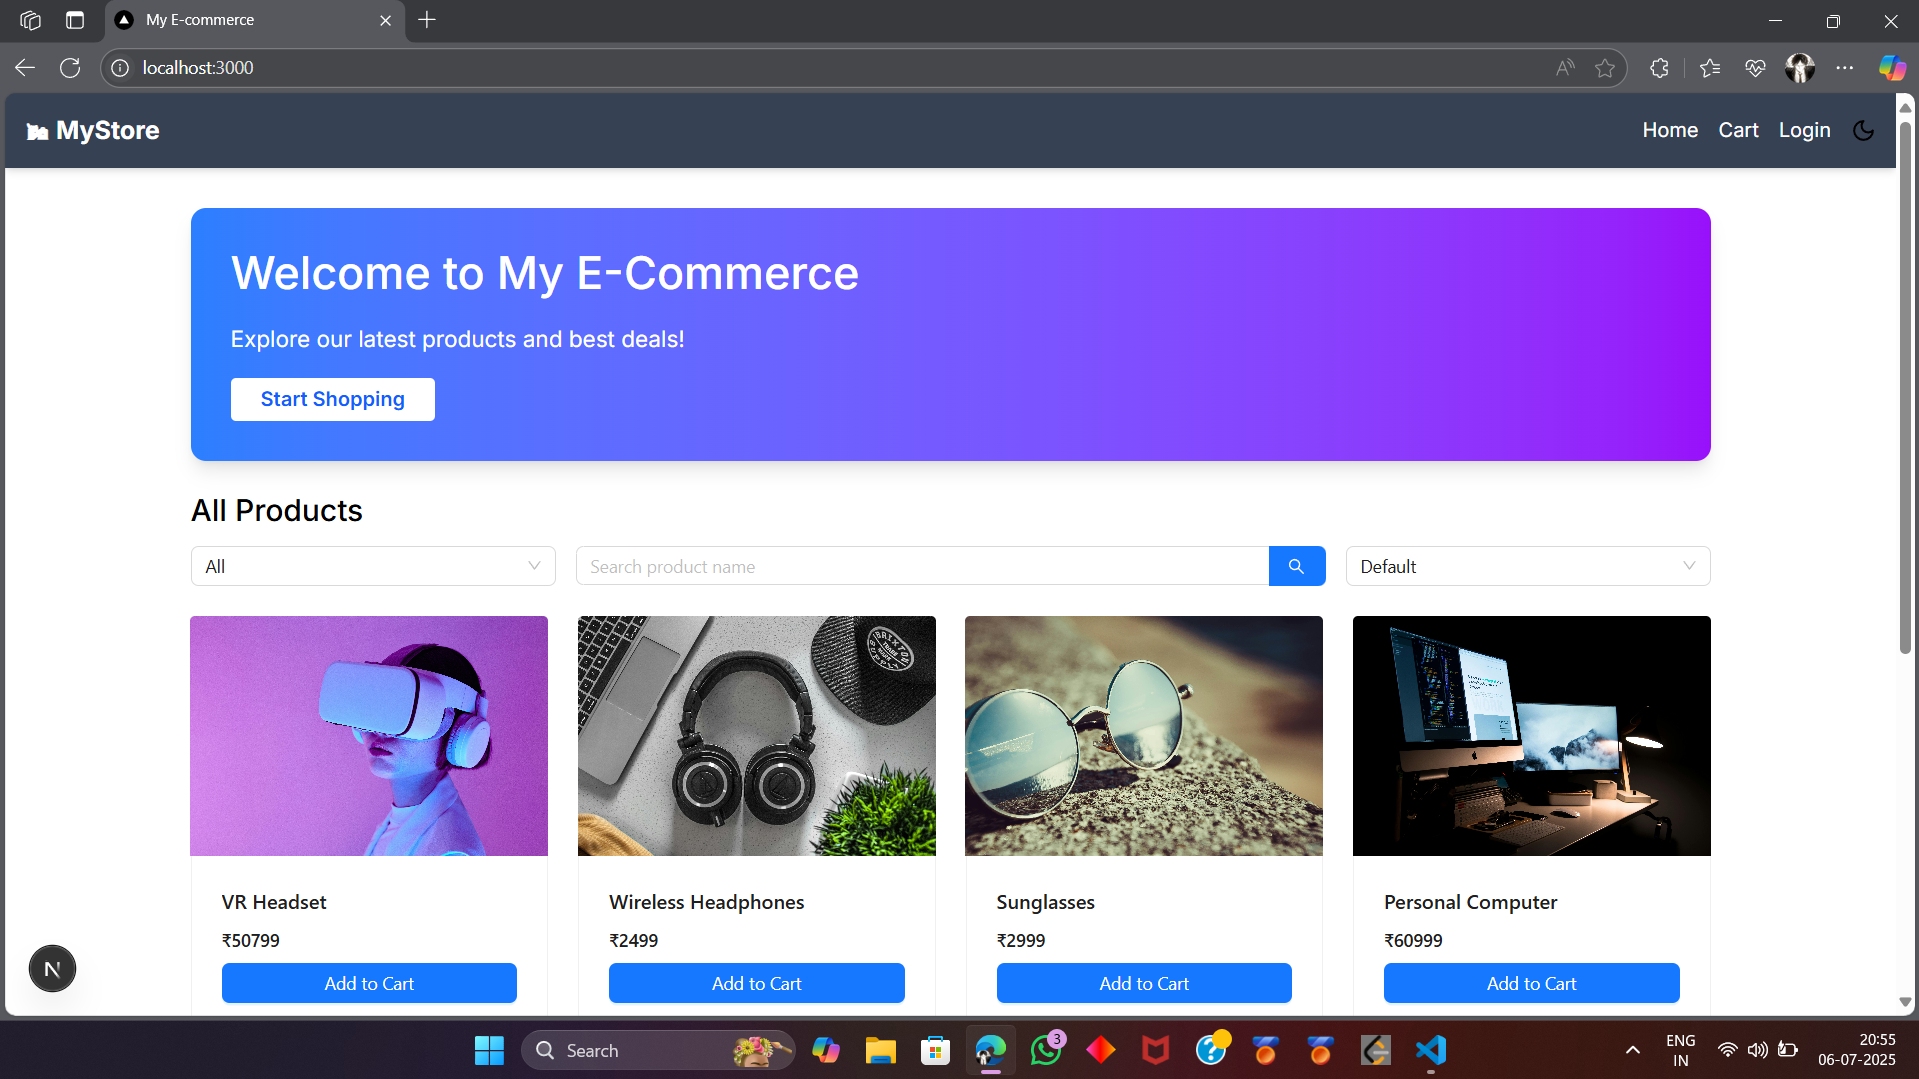 My E-commerce
localhost:3000
MyStore
Home Cart Login
Welcome to My E-Commerce
Explore our latest products and best deals!
Start Shopping
All Products
All
Search product name
Default
BRIXTON
SUPPLY
VR Headset
₹50799
Add to Cart
Wireless Headphones
₹2499
Add to Cart
Sunglasses
₹2999
Add to Cart
Personal Computer
₹60999
Add to Cart
N
Search
3
ENG
IN
20:55
06-07-2025